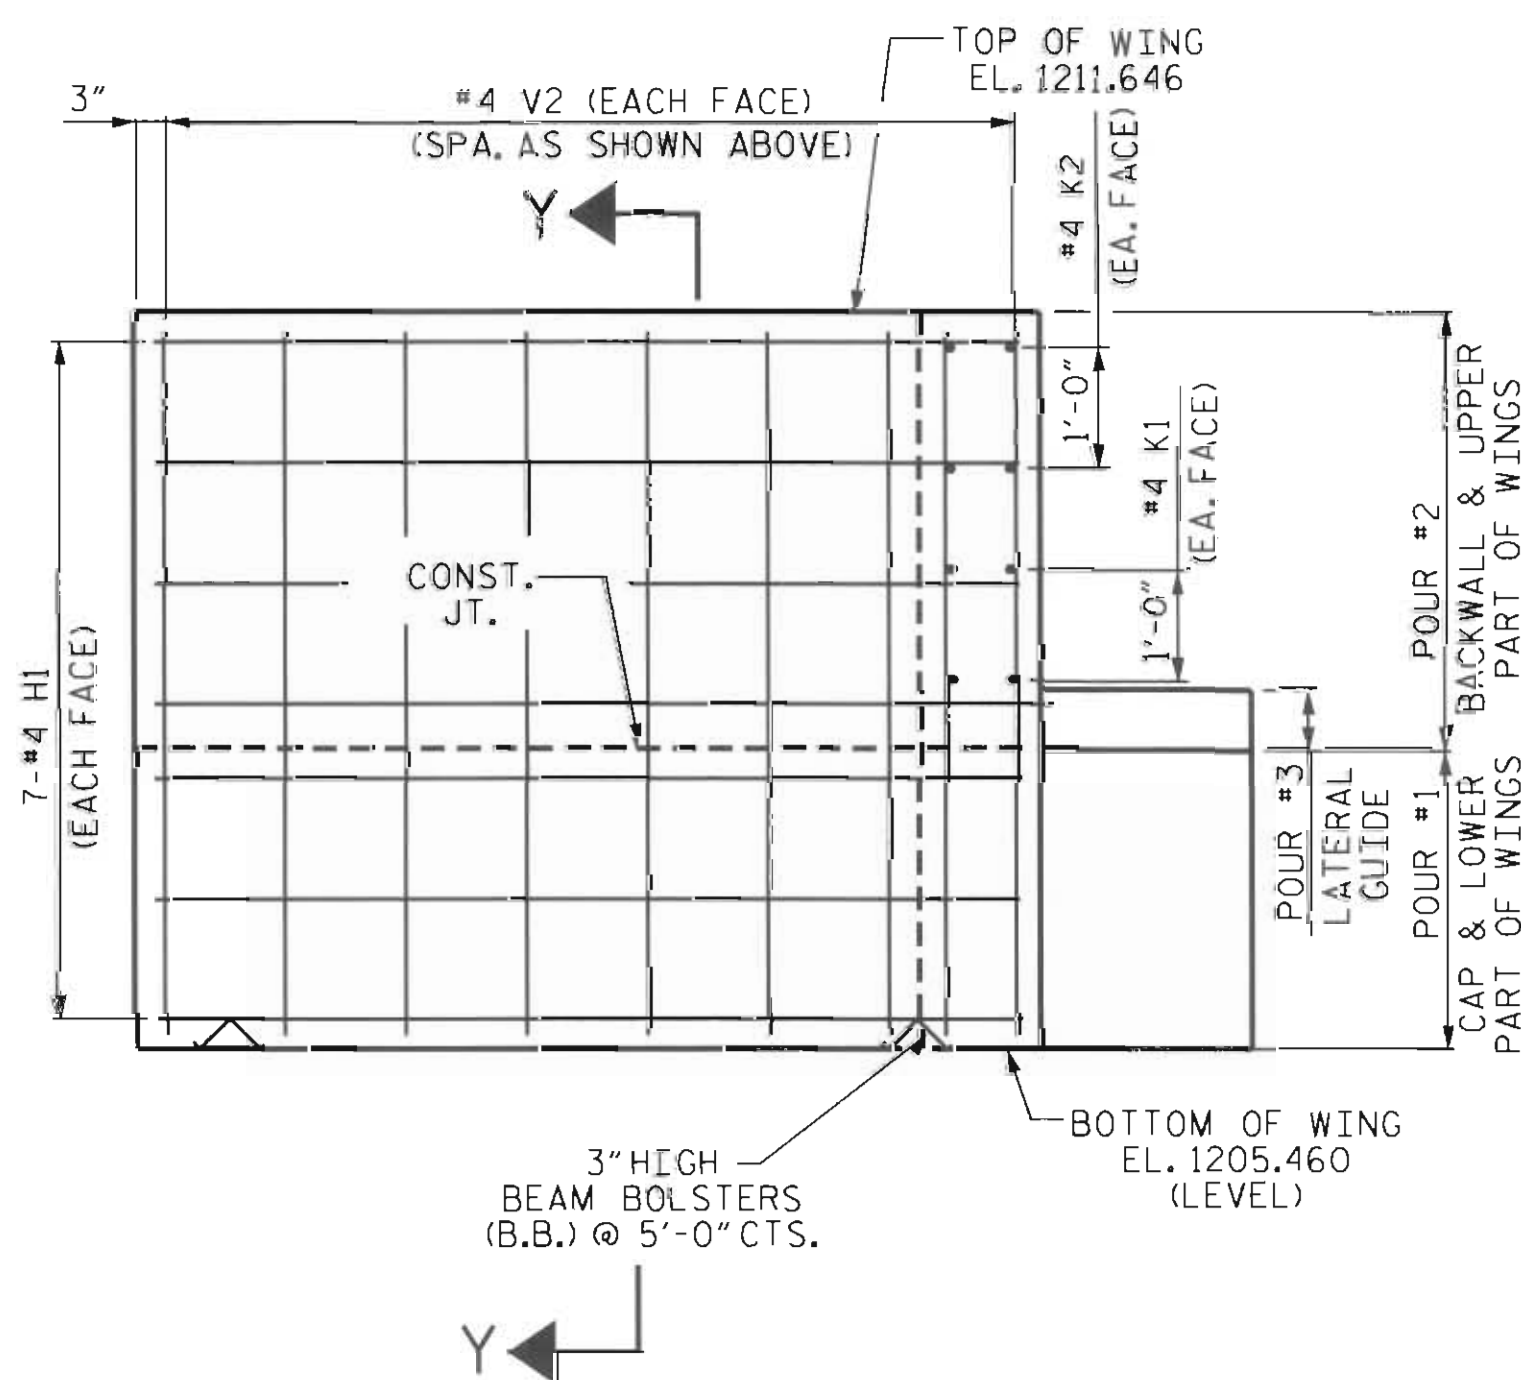 TOP OF WING
EL. 1211.646
3"
#4 V2 (EACH FACE)
(SPA. AS SHOWN ABOVE)
#4 K2
(EA. FACE)
Y
1'-0"
#4 K1
(EA. FACE)
1'-0"
POUR #2
BACKWALL & UPPER
PART OF WINGS
CONST.
JT.
7-#4 H1
(EACH FACE)
POUR #3
LATERAL
GUIDE
POUR #1
CAP & LOWER
PART OF WINGS
BOTTOM OF WING
EL. 1205.460
(LEVEL)
3" HIGH
BEAM BOLSTERS
(B.B.) @ 5'-0" CTS.
Y